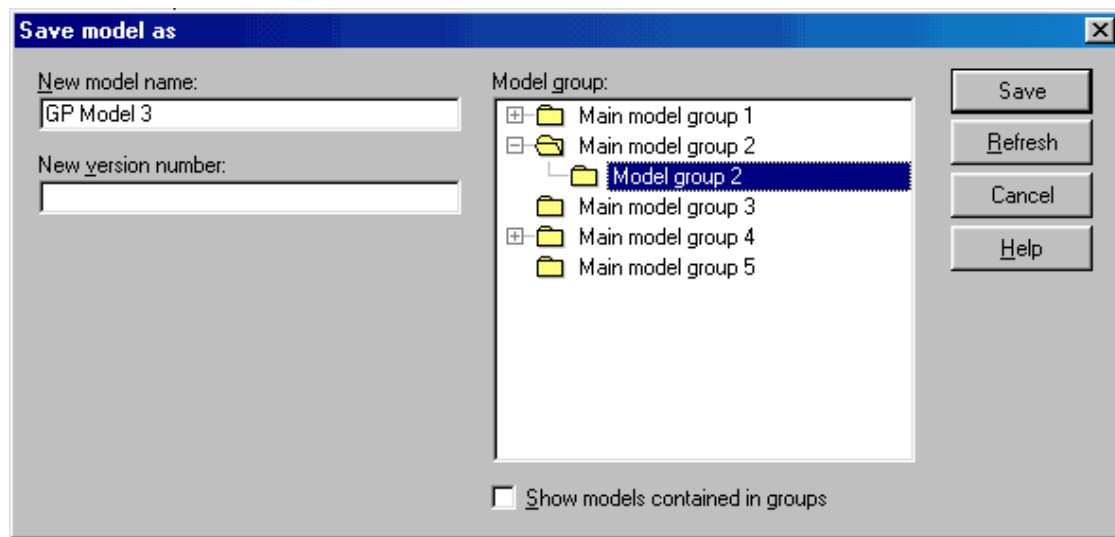 Save model as
New model name:
GP Model 3
New version number:
Model group:
Main model group 1
Main model group 2
Model group 2
Main model group 3
Main model group 4
Main model group 5
Show models contained in groups
Save
Refresh
Cancel
Help